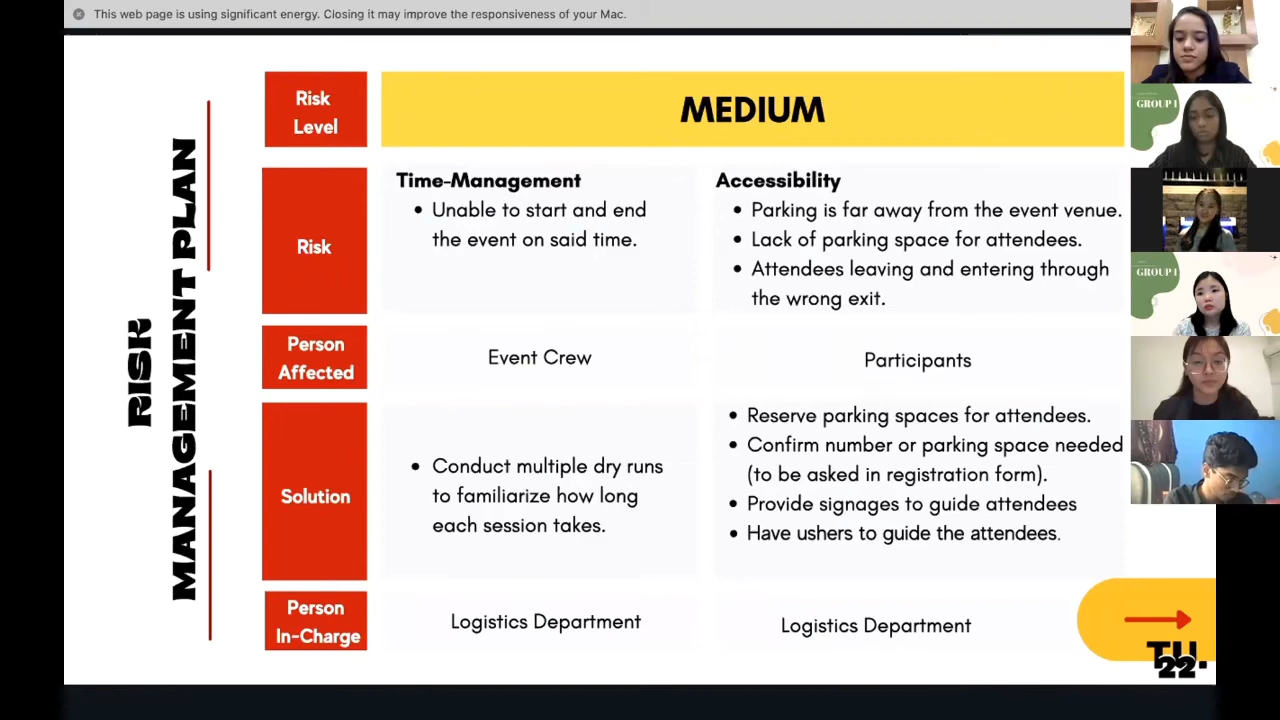 This web page is using significant energy. Closing it may improve the responsiveness of your Mac.
RISK
MANAGEMENT PLAN
Risk
Level
MEDIUM
Risk
Time-Management
• Unable to start and end
the event on said time.
Accessibility
• Parking is far away from the event venue.
• Lack of parking space for attendees.
• Attendees leaving and entering through
the wrong exit.
Person
Affected
Event Crew
Participants
Solution
• Conduct multiple dry runs
to familiarize how long
each session takes.
• Reserve parking spaces for attendees.
• Confirm number or parking space needed
(to be asked in registration form).
• Provide signages to guide attendees
• Have ushers to guide the attendees.
Person
In-Charge
Logistics Department
Logistics Department
GROUP 1
GROUP 1
22